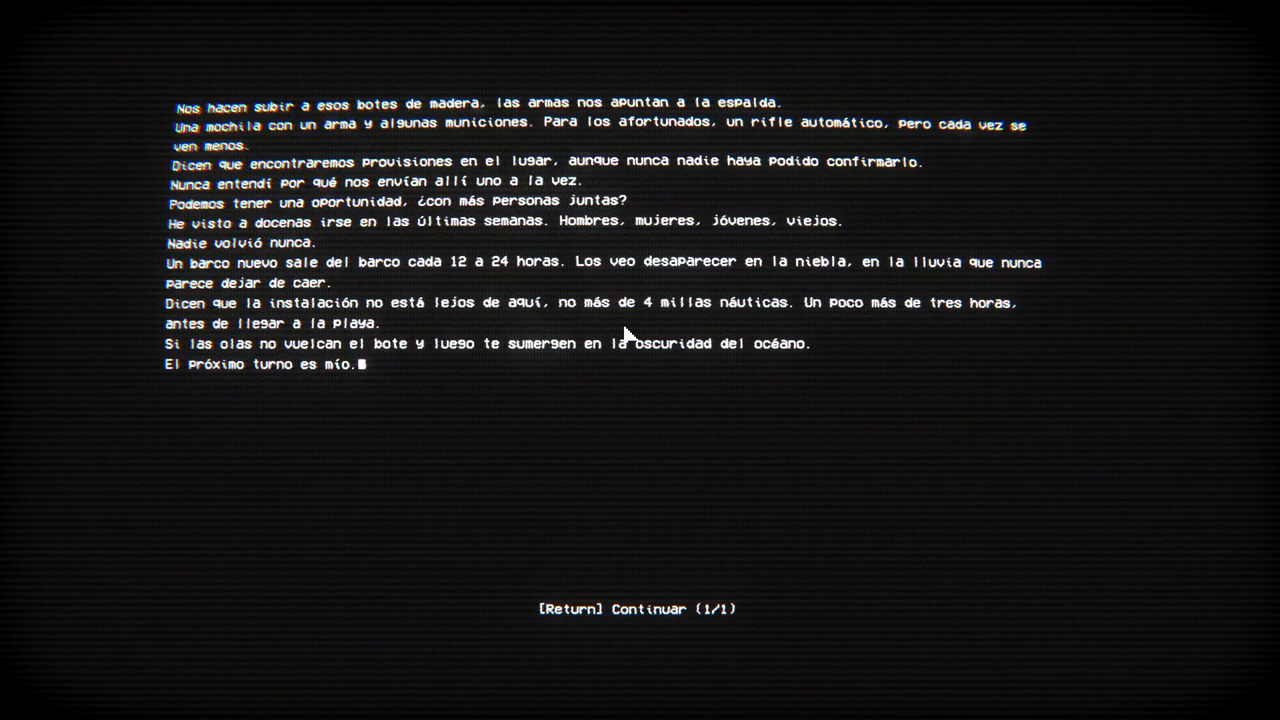 Nos hacen subir a esos botes de madera, las armas nos apuntan a la espalda.
Una mochila con un arma y algunas municiones. Para los afortunados, un rifle automático, pero cada vez se
ven menos.
Dicen que encontraremos provisiones en el lugar, aunque nunca nadie haya podido confirmarlo.
Nunca entendí por qué nos envían allí uno a la vez.
Podemos tener una oportunidad, ¿con más personas juntas?
He visto a docenas irse en las últimas semanas. Hombres, mujeres, jóvenes, viejos.
Nadie volvió nunca.
Un barco nuevo sale del barco cada 12 a 24 horas. Los veo desaparecer en la niebla, en la lluvia que nunca
parece dejar de caer.
Dicen que la instalación no está lejos de aquí, no más de 4 millas náuticas. Un poco más de tres horas,
antes de llegar a la playa.
Si las olas no vuelcan el bote y luego te sumergen en la oscuridad del océano.
El próximo turno es mío.
[Return] Continuar (1/1)